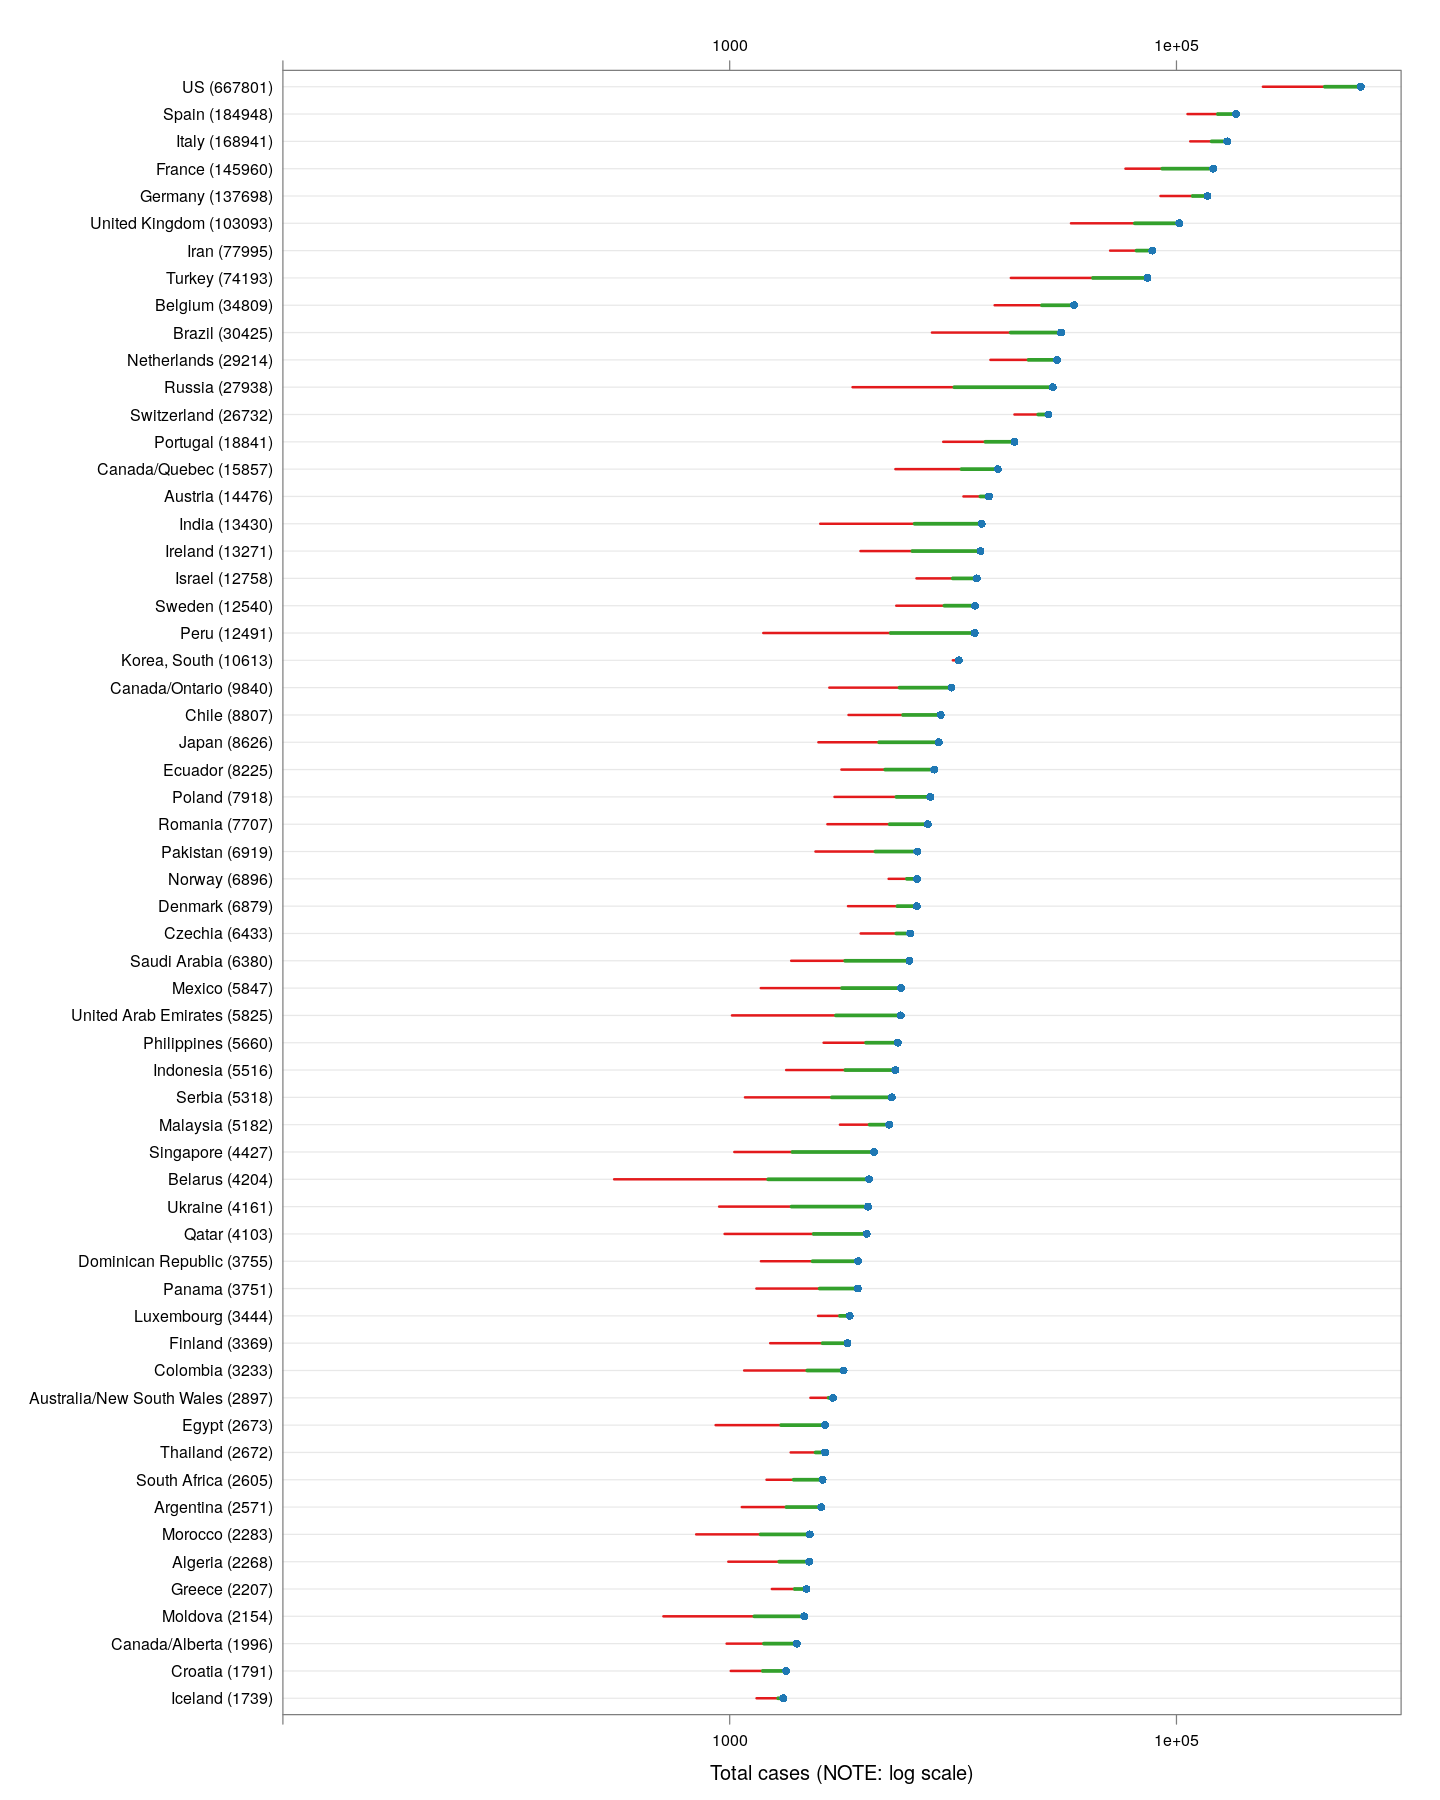 1000 1e+05
US (667801)
Spain (184948)
Italy (168941)
France (145960)
Germany (137698)
United Kingdom (103093)
Iran (77995)
Turkey (74193)
Belgium (34809)
Brazil (30425)
Netherlands (29214)
Russia (27938)
Switzerland (26732)
Portugal (18841)
Canada/Quebec (15857)
Austria (14476)
India (13430)
Ireland (13271)
Israel (12758)
Sweden (12540)
Peru (12491)
Korea, South (10613)
Canada/Ontario (9840)
Chile (8807)
Japan (8626)
Ecuador (8225)
Poland (7918)
Romania (7707)
Pakistan (6919)
Norway (6896)
Denmark (6879)
Czechia (6433)
Saudi Arabia (6380)
Mexico (5847)
United Arab Emirates (5825)
Philippines (5660)
Indonesia (5516)
Serbia (5318)
Malaysia (5182)
Singapore (4427)
Belarus (4204)
Ukraine (4161)
Qatar (4103)
Dominican Republic (3755)
Panama (3751)
Luxembourg (3444)
Finland (3369)
Colombia (3233)
Australia/New South Wales (2897)
Egypt (2673)
Thailand (2672)
South Africa (2605)
Argentina (2571)
Morocco (2283)
Algeria (2268)
Greece (2207)
Moldova (2154)
Canada/Alberta (1996)
Croatia (1791)
Iceland (1739)
1000 1e+05
Total cases (NOTE: log scale)